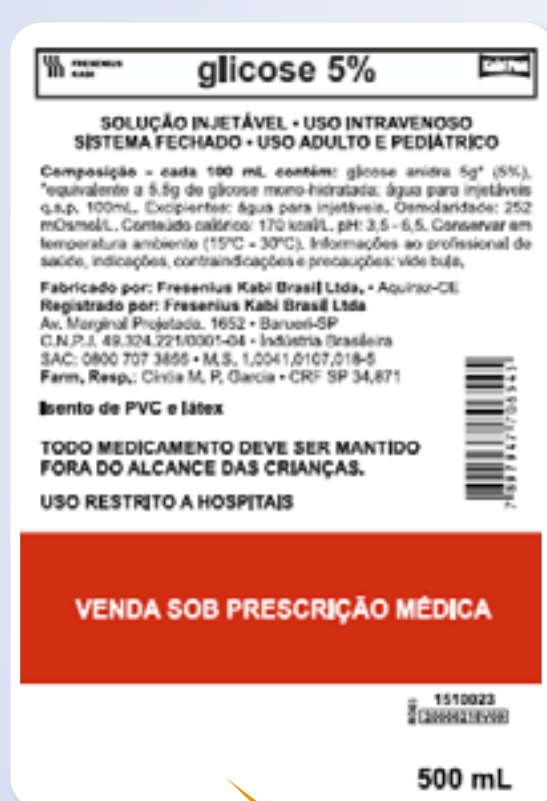 FRESENIUS
KABI
glicose 5%
SOLUÇÃO INJETÁVEL • USO INTRAVENOSO
SISTEMA FECHADO • USO ADULTO E PEDIÁTRICO
Composição - cada 100 mL contém: glicose anidra 5g* (5%),
*equivalente a 5,5g de glicose mono-hidratada; água para injetáveis
q.s.p. 100mL. Excipientes: água para injetáveis. Osmolaridade: 252
mOsmol/L. Conteúdo calórico: 170 kcal/L. pH: 3,5 - 6,5. Conservar em
temperatura ambiente (15°C - 30°C). Informações ao profissional de
saúde, indicações, contraindicações e precauções: vide bula.
Fabricado por: Fresenius Kabi Brasil Ltda. • Aquiraz-CE
Registrado por: Fresenius Kabi Brasil Ltda
Av. Marginal Projetada, 1652 • Barueri-SP
C.N.P.J. 49.324.221/0001-04 - Indústria Brasileira
SAC: 0800 707 3855 • M.S. 1.0041.0107.018-5
Farm. Resp.: Cíntia M. P. Garcia • CRF SP 34.871
Isento de PVC e látex
TODO MEDICAMENTO DEVE SER MANTIDO
FORA DO ALCANCE DAS CRIANÇAS.
USO RESTRITO A HOSPITAIS
VENDA SOB PRESCRIÇÃO MÉDICA
1510023
500 mL